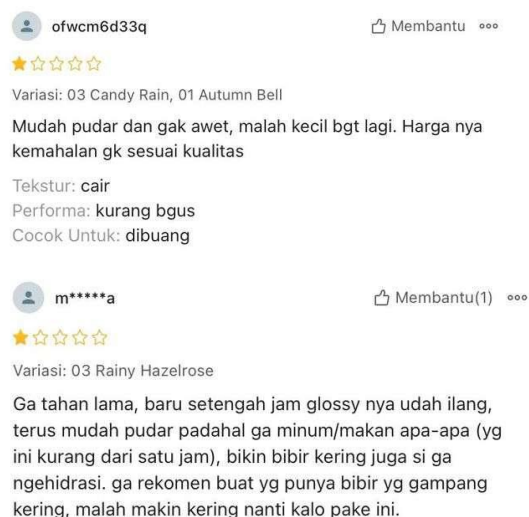 ofwcm6d33q Membantu
Variasi: 03 Candy Rain, 01 Autumn Bell
Mudah pudar dan gak awet, malah kecil bgt lagi. Harga nya
kemahalan gk sesuai kualitas
Tekstur: cair
Performa: kurang bgus
Cocok Untuk: dibuang
m*****a Membantu(1)
Variasi: 03 Rainy Hazelrose
Ga tahan lama, baru setengah jam glossy nya udah ilang,
terus mudah pudar padahal ga minum/makan apa-apa (yg
ini kurang dari satu jam), bikin bibir kering juga si ga
ngehidrasi. ga rekomen buat yg punya bibir yg gampang
kering, malah makin kering nanti kalo pake ini.